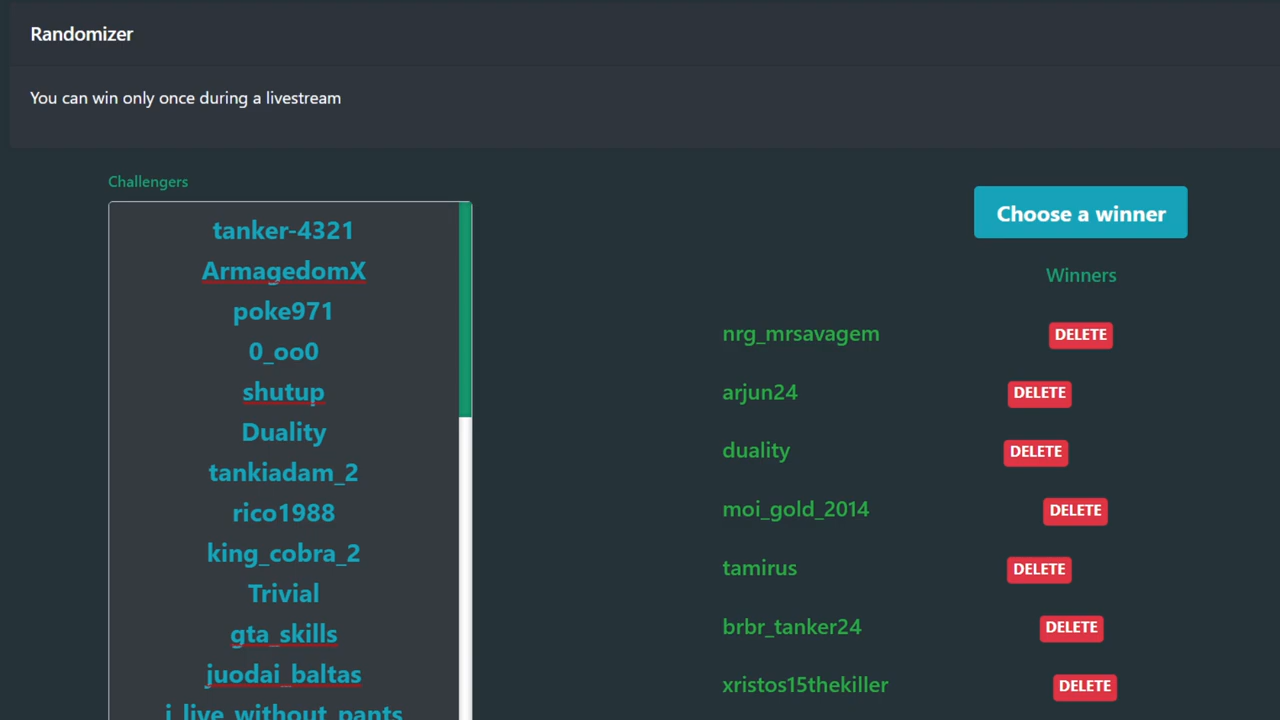 Randomizer
You can win only once during a livestream
Challengers
tanker-4321
ArmagedomX
poke971
0_oo0
shutup
Duality
tankiadam_2
rico1988
king_cobra_2
Trivial
gta_skills
juodai_baltas
i_live_without_pants
Choose a winner
Winners
nrg_mrsavagem DELETE
arjun24 DELETE
duality DELETE
moi_gold_2014 DELETE
tamirus DELETE
brbr_tanker24 DELETE
xristos15thekiller DELETE